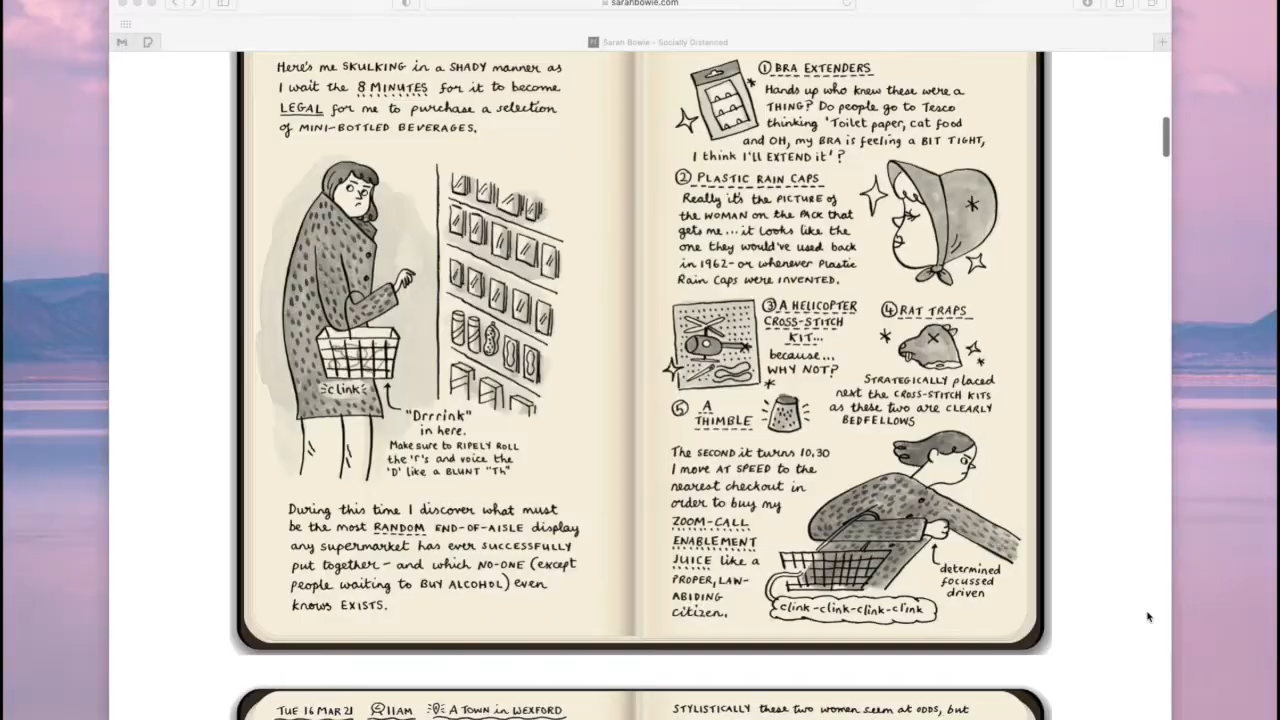 sarahbowie.com
Sarah Bowie - Socially Distanced
Here's me SKULKING in a SHADY manner as
I wait the 8 MINUTES for it to become
LEGAL for me to purchase a selection
of MINI-BOTTLED BEVERAGES.
clink
"Drrrink"
in here.
Make sure to RIPELY ROLL
the 'r's and voice the
'D' like a BLUNT "Th"
During this time I discover what must
be the most RANDOM END-OF-AISLE display
any supermarket has ever SUCCESSFULLY
put together - and which NO-ONE (except
people waiting to BUY ALCOHOL) even
knows EXISTS.
① BRA EXTENDERS
Hands up who knew these were a
THING? Do people go to Tesco
thinking 'Toilet paper, cat food
and OH, my BRA is feeling a BIT TIGHT,
I think I'll EXTEND it'?
② PLASTIC RAIN CAPS
Really it's the PICTURE of
the WOMAN on the PACK that
gets me... it looks like the
one they would've used back
in 1962- or whenever Plastic
Rain Caps were INVENTED.
③ A HELICOPTER
CROSS-STITCH
KIT...
because...
WHY NOT?
④ RAT TRAPS
STRATEGICALLY placed
next the CROSS-STITCH KITS
as these two are CLEARLY
BEDFELLOWS
⑤ A
THIMBLE
The SECOND it turns 10.30
I move AT SPEED to the
nearest checkout in
order to buy my
ZOOM-CALL
ENABLEMENT
JUICE like a
PROPER, LAW-
ABIDING
citizen.
determined
focussed
driven
clink-clink-clink-clink
TUE 16 MAR 21 11AM A TOWN in WEXFORD
STYLISTICALLY these two women seem at ODDS, but